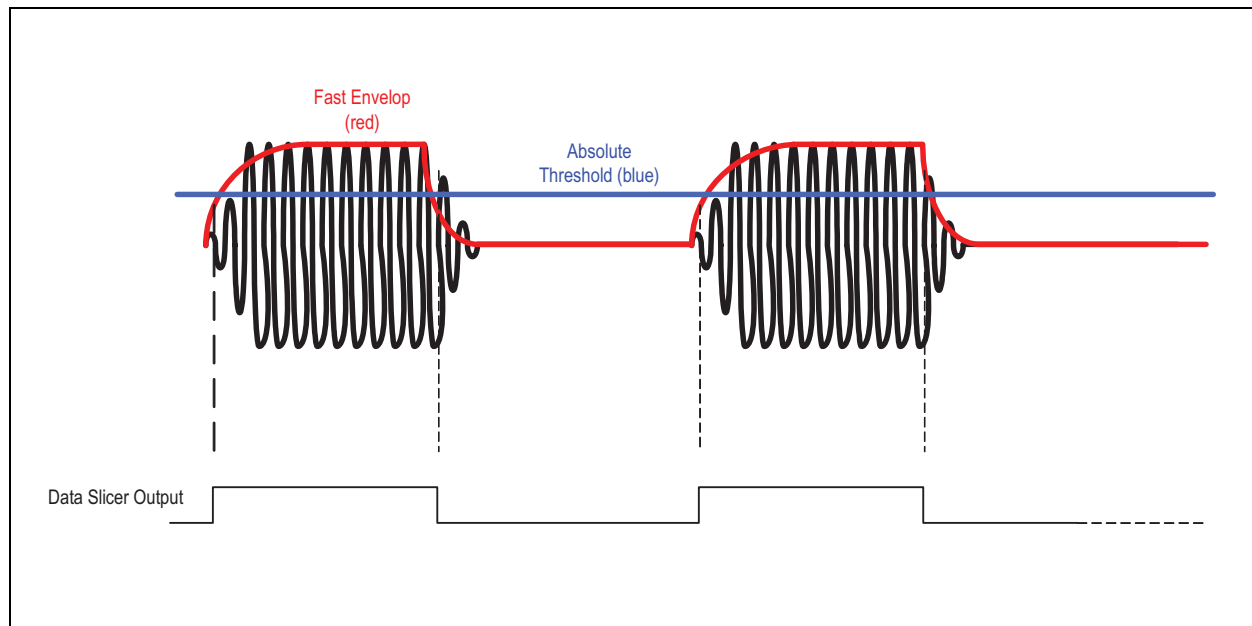 Fast Envelop
(red)
Absolute
Threshold (blue)
Data Slicer Output